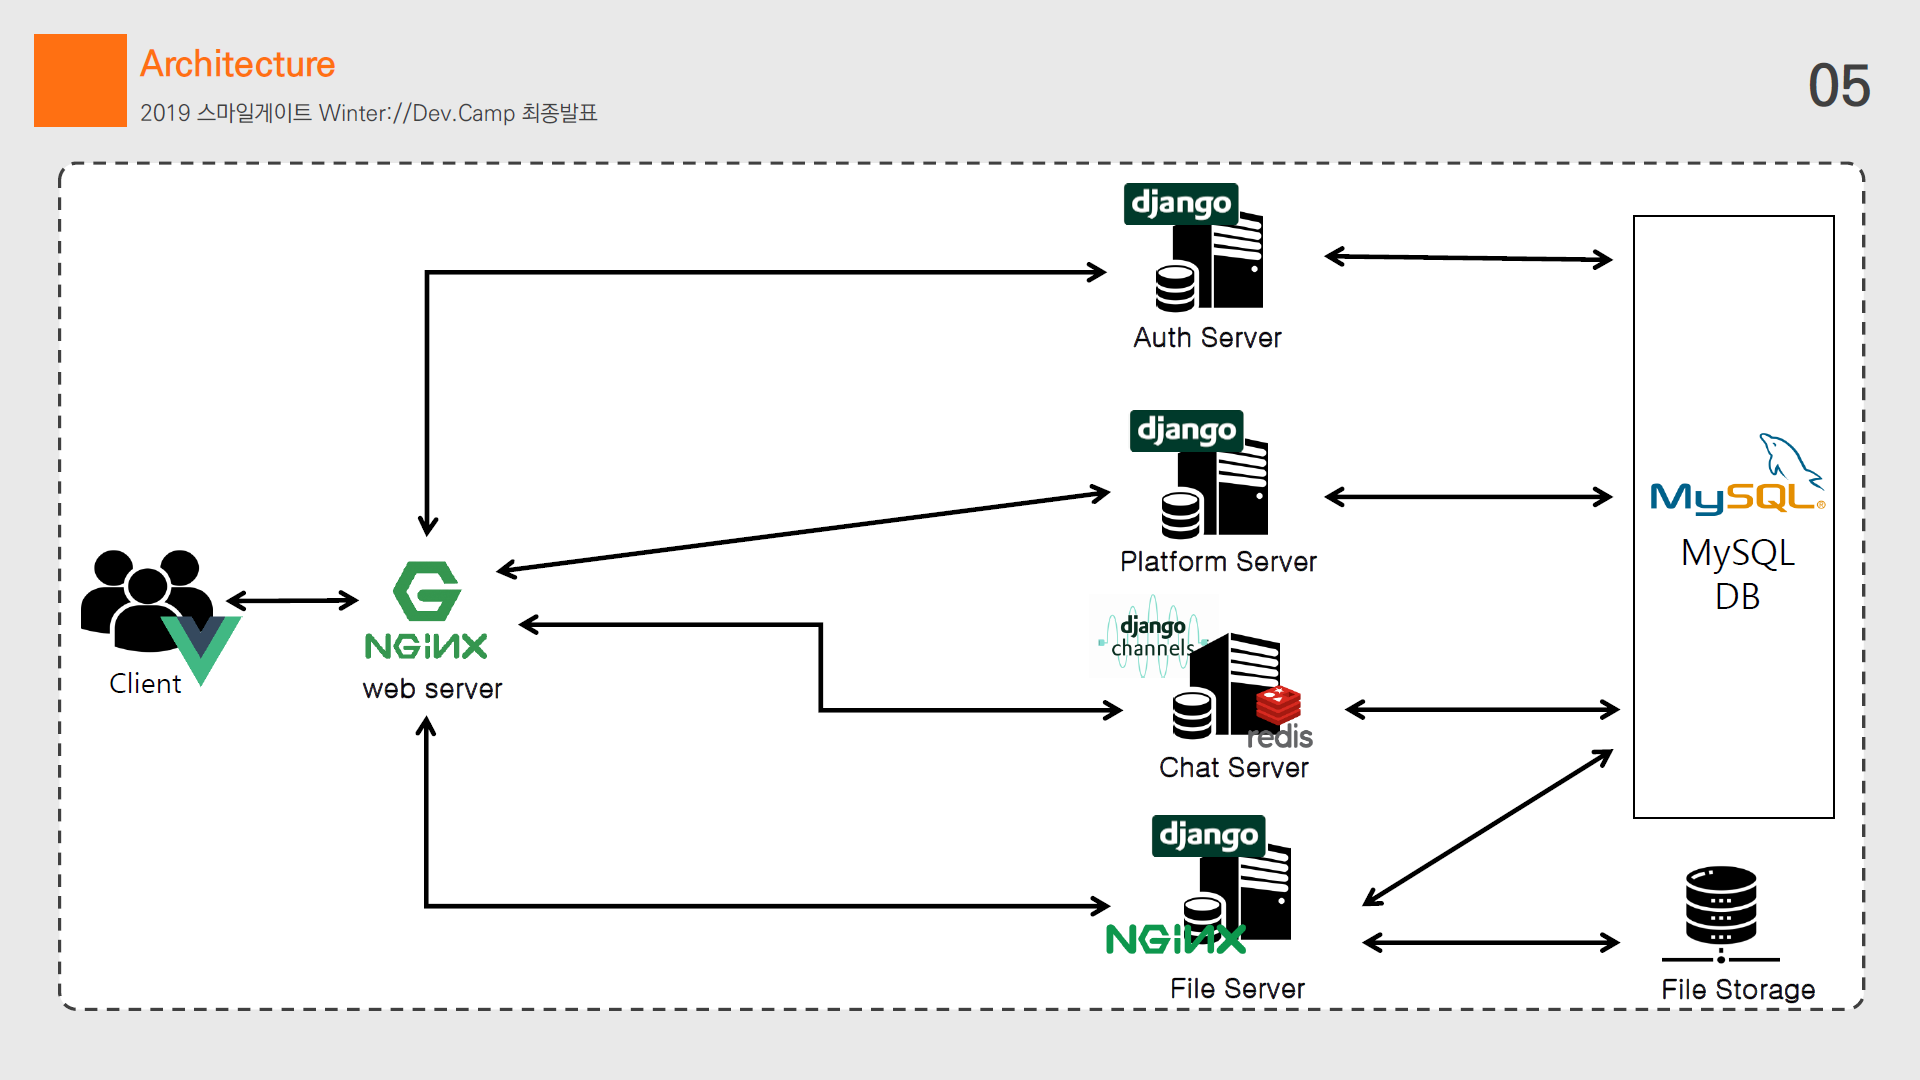 Architecture
2019 스마일게이트 Winter://Dev.Camp 최종발표
05
django
Auth Server
django
Platform Server
MySQL
MySQL
DB
Client
NGiNX
web server
django
channels
redis
Chat Server
django
NGiNX
File Server
File Storage